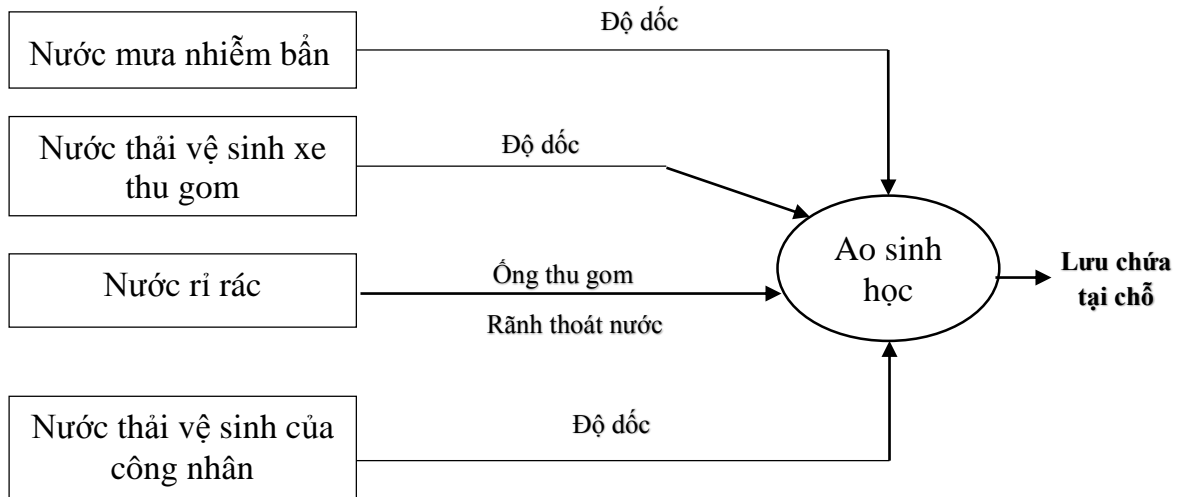 Độ dốc
Nước mưa nhiễm bẩn
Nước thải vệ sinh xe
thu gom
Độ dốc
Nước rỉ rác
Ống thu gom
Rãnh thoát nước
Ao sinh
học
Lưu chứa
tại chỗ
Nước thải vệ sinh của
công nhân
Độ dốc